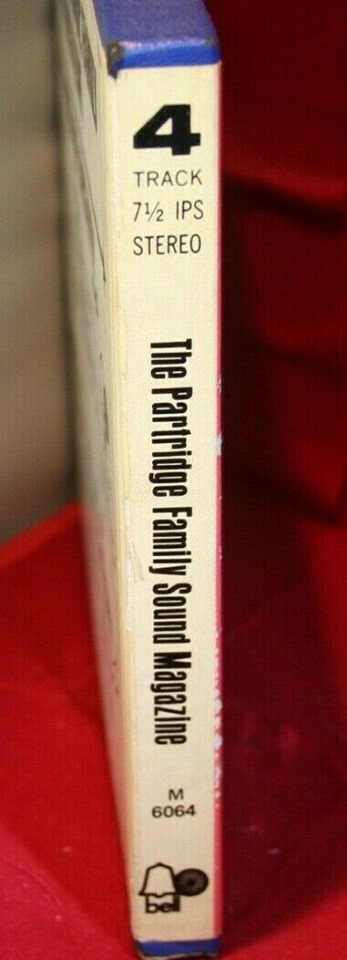 4
TRACK
7½ IPS
STEREO
The Partridge Family Sound Magazine
M
6064
bell